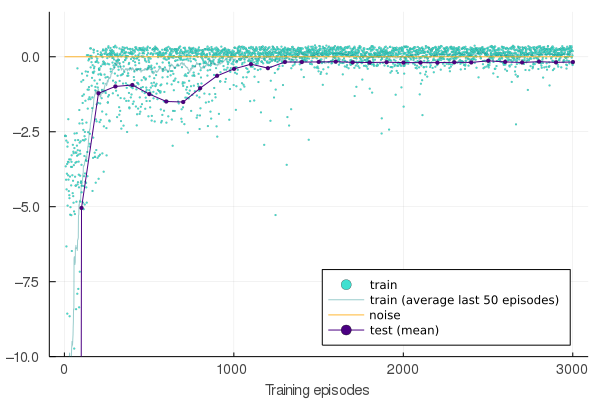 0.0
−2.5
−5.0
−7.5
−10.0
0
1000
2000
3000
Training episodes
train
train (average last 50 episodes)
noise
test (mean)